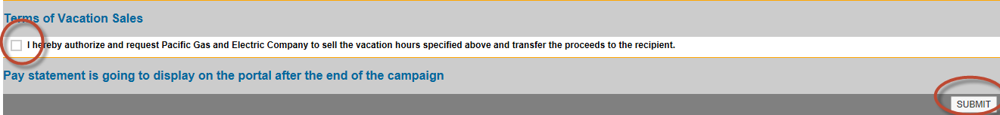 Terms of Vacation Sales
I hereby authorize and request Pacific Gas and Electric Company to sell the vacation hours specified above and transfer the proceeds to the recipient.
Pay statement is going to display on the portal after the end of the campaign
SUBMIT